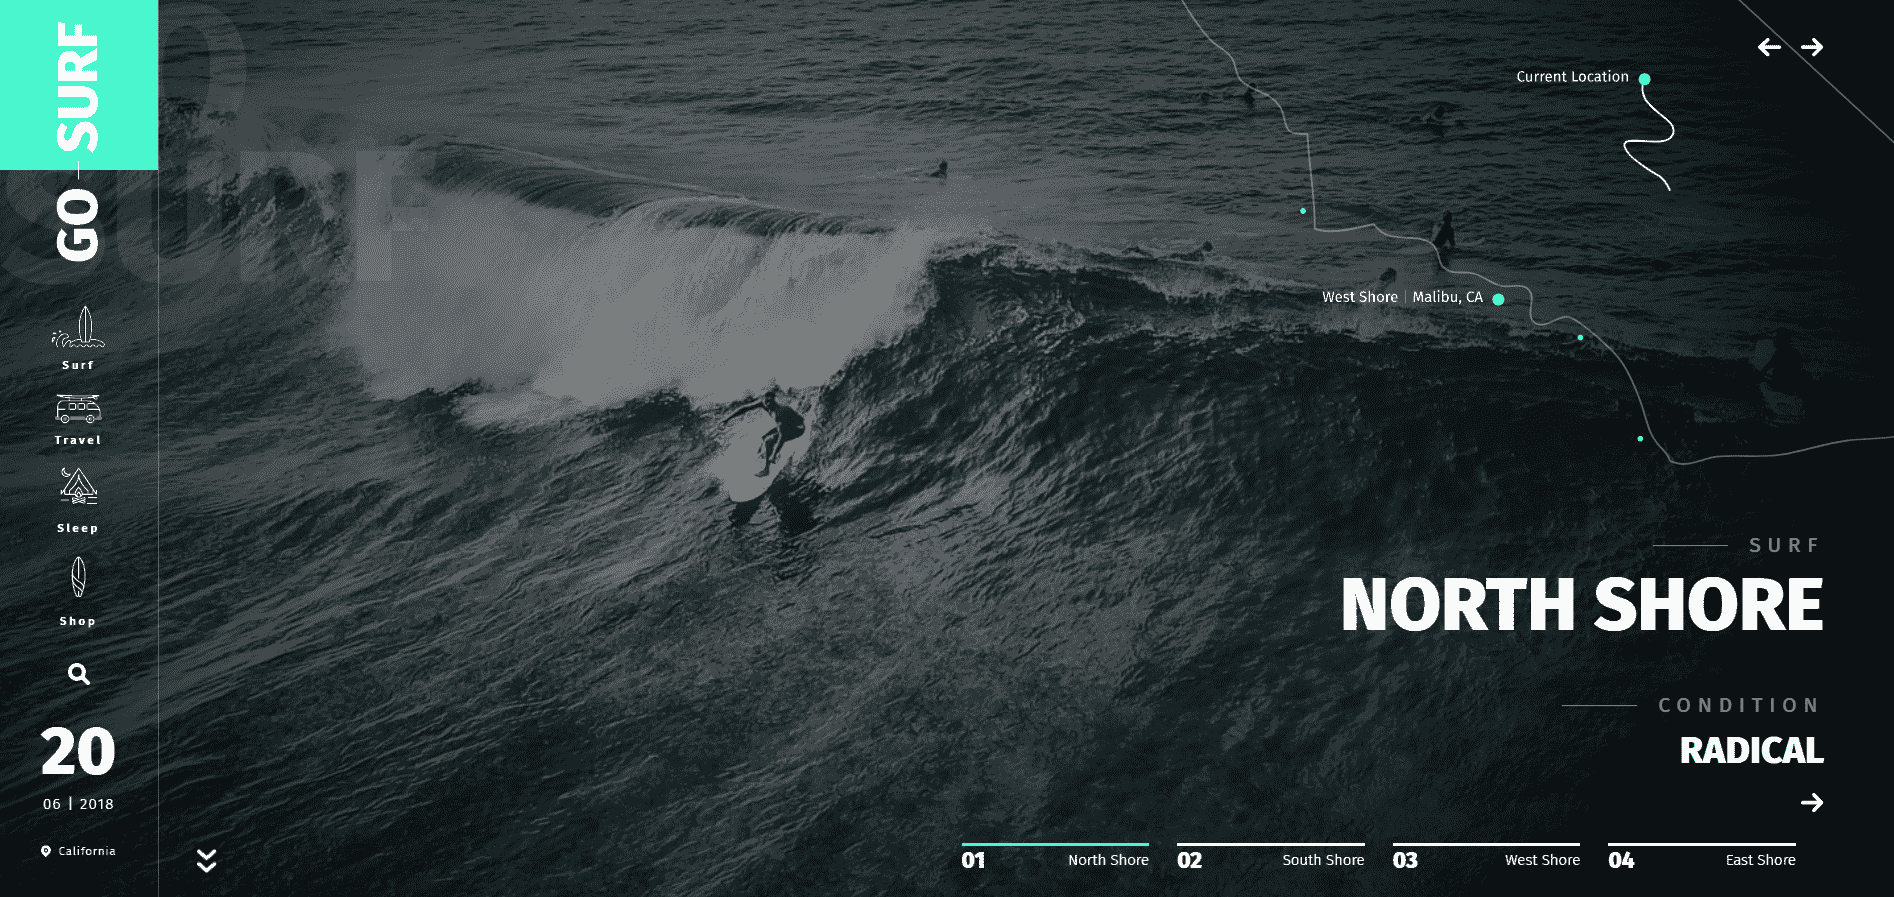 GO — SURF
Surf
Travel
Sleep
Shop
20
06 | 2018
California
SURF
Current Location
West Shore | Malibu, CA
SURF
NORTH SHORE
CONDITION
RADICAL
01 North Shore
02 South Shore
03 West Shore
04 East Shore